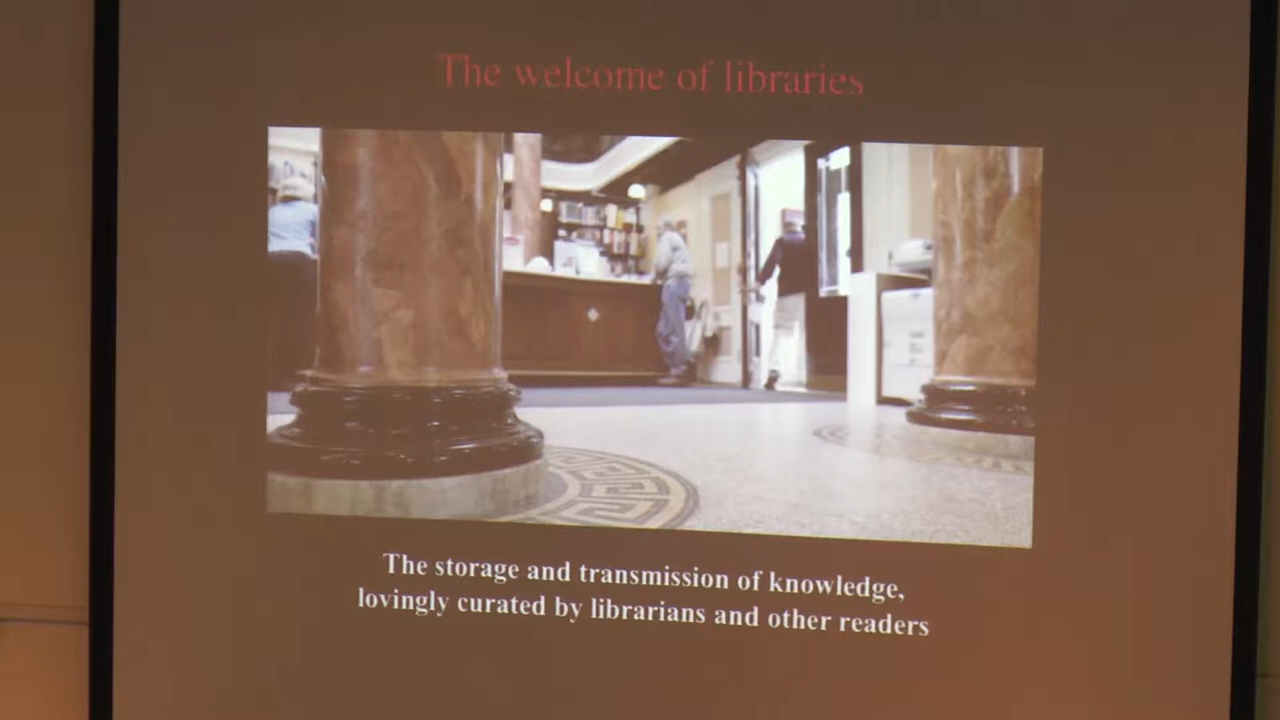 The welcome of libraries
The storage and transmission of knowledge,
lovingly curated by librarians and other readers